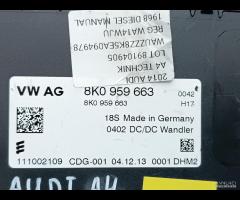 1968 DIESEL MANUAL
REG WA14WJU
WAUZZZ8K5EA094978
LOT 89104905
A4 TECHNIK
2014 AUDI
VW AG
8K0 959 663
0042
8K0 959 663
H17
18S Made in Germany
0402 DC/DC Wandler
111002109
CDG-001
04.12.13
0001
DHM2
AUDI A4